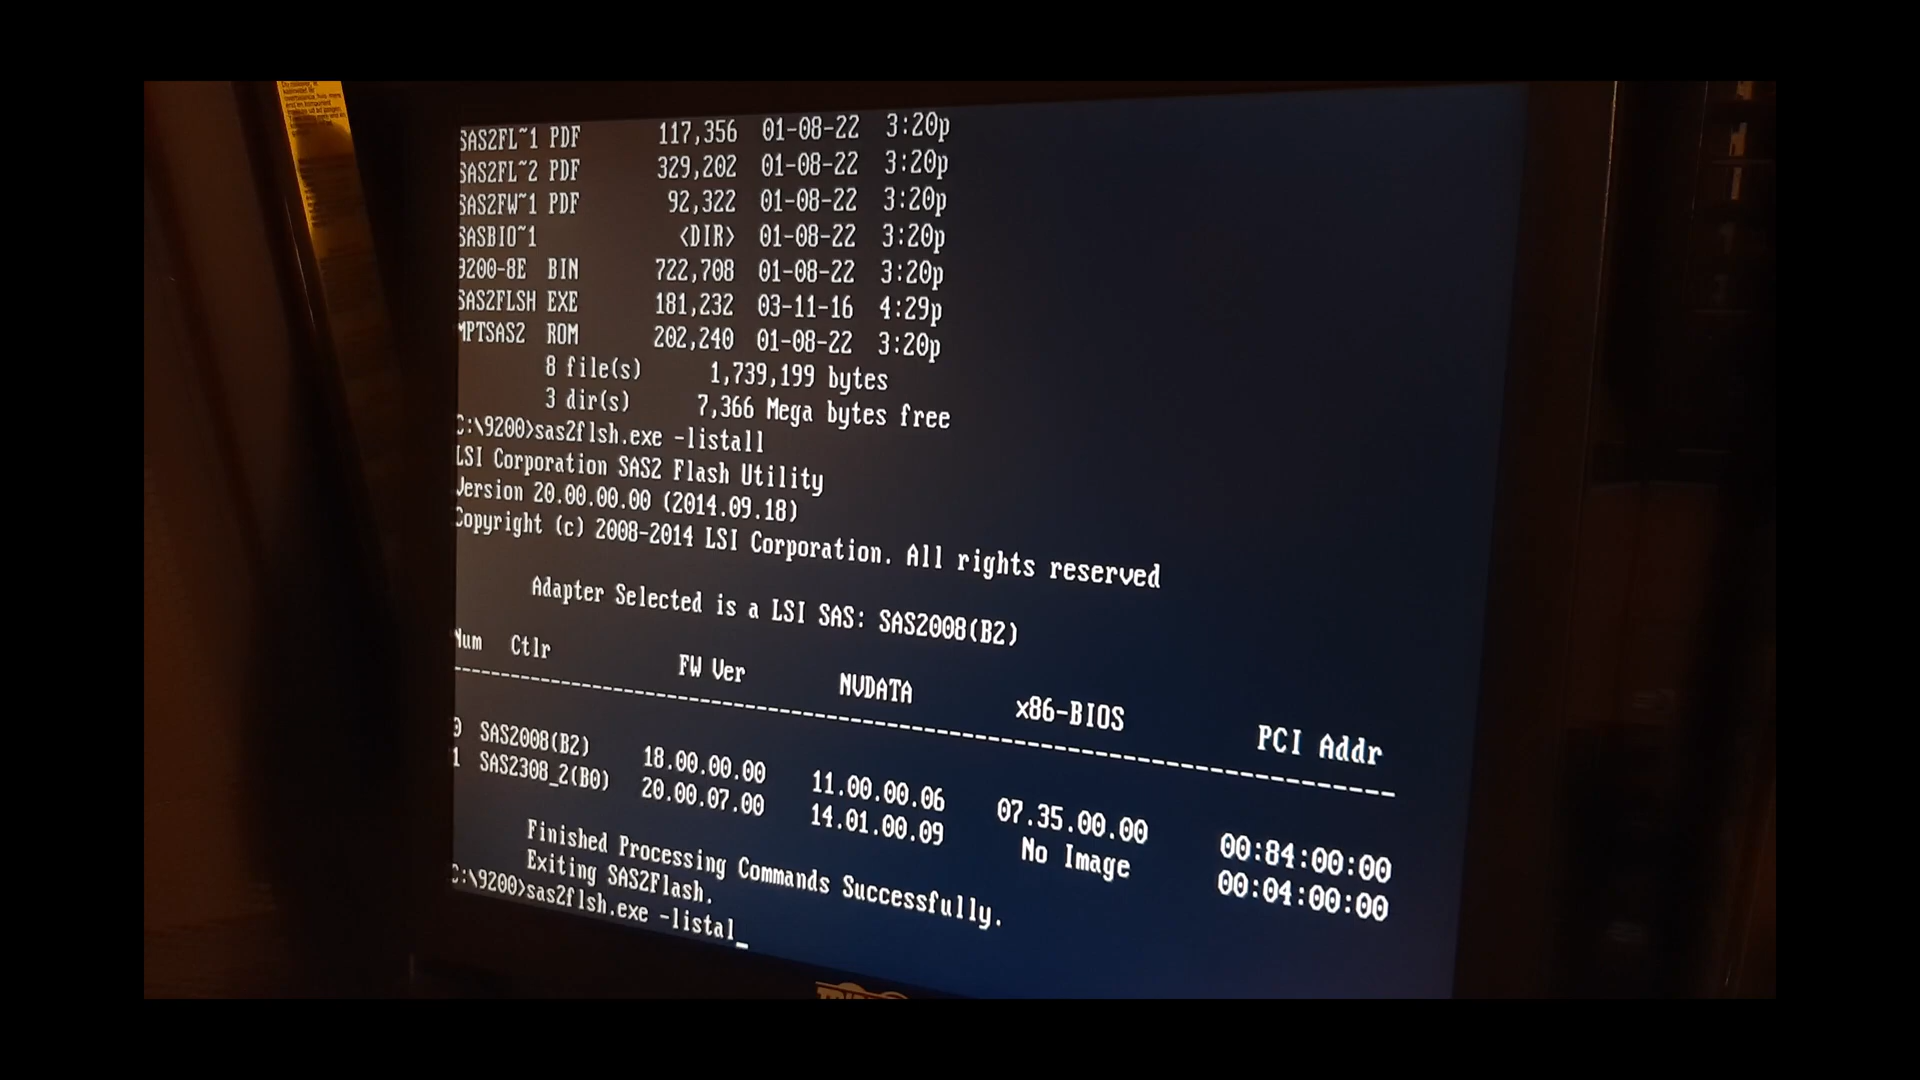 SAS2FL~1 PDF 117,356 01-08-22 3:20p
SAS2FL~2 PDF 329,202 01-08-22 3:20p
SAS2FW~1 PDF 92,322 01-08-22 3:20p
SASBIO~1 <DIR> 01-08-22 3:20p
9200-8E BIN 722,708 01-08-22 3:20p
SAS2FLSH EXE 181,232 03-11-16 4:29p
MPTSAS2 ROM 202,240 01-08-22 3:20p
8 file(s) 1,739,199 bytes
3 dir(s) 7,366 Mega bytes free
C:\9200>sas2flsh.exe -listall
LSI Corporation SAS2 Flash Utility
Version 20.00.00.00 (2014.09.18)
Copyright (c) 2008-2014 LSI Corporation. All rights reserved
Adapter Selected is a LSI SAS: SAS2008(B2)
Num Ctlr FW Ver NVDATA x86-BIOS PCI Addr
0 SAS2008(B2) 18.00.00.00 11.00.00.06 07.35.00.00 00:84:00:00
1 SAS2308_2(B0) 20.00.07.00 14.01.00.09 No Image 00:04:00:00
Finished Processing Commands Successfully.
Exiting SAS2Flash.
C:\9200>sas2flsh.exe -listal_